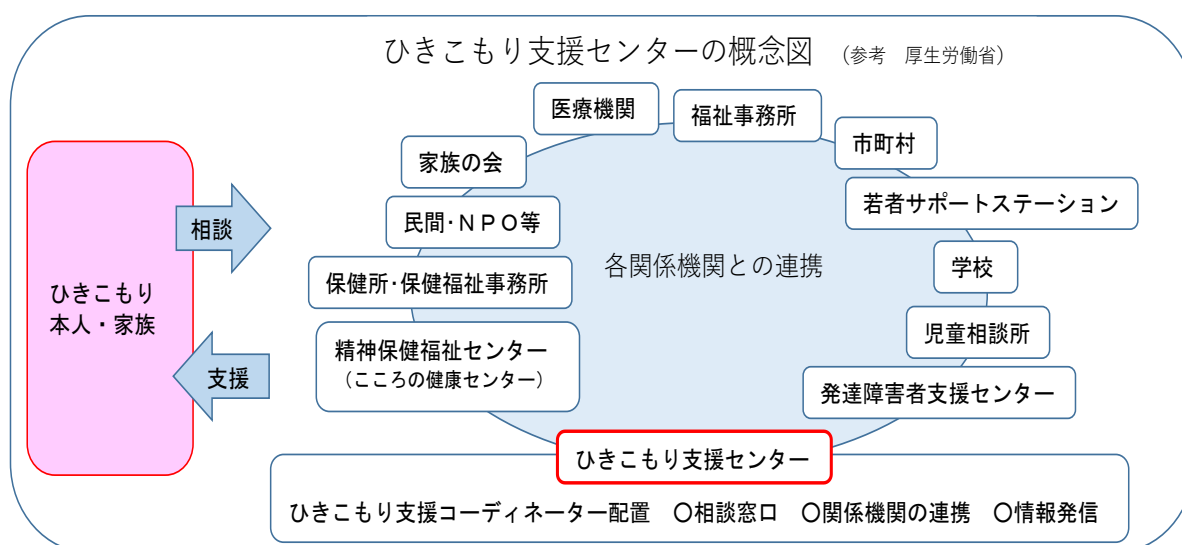 ひきこもり支援センターの概念図 (参考 厚生労働省)
医療機関
福祉事務所
市町村
家族の会
若者サポートステーション
相談
民間・ＮＰＯ等
学校
各関係機関との連携
保健所・保健福祉事務所
ひきこもり
本人・家族
児童相談所
精神保健福祉センター
（こころの健康センター）
支援
発達障害者支援センター
ひきこもり支援センター
ひきこもり支援コーディネーター配置 〇相談窓口 〇関係機関の連携 〇情報発信